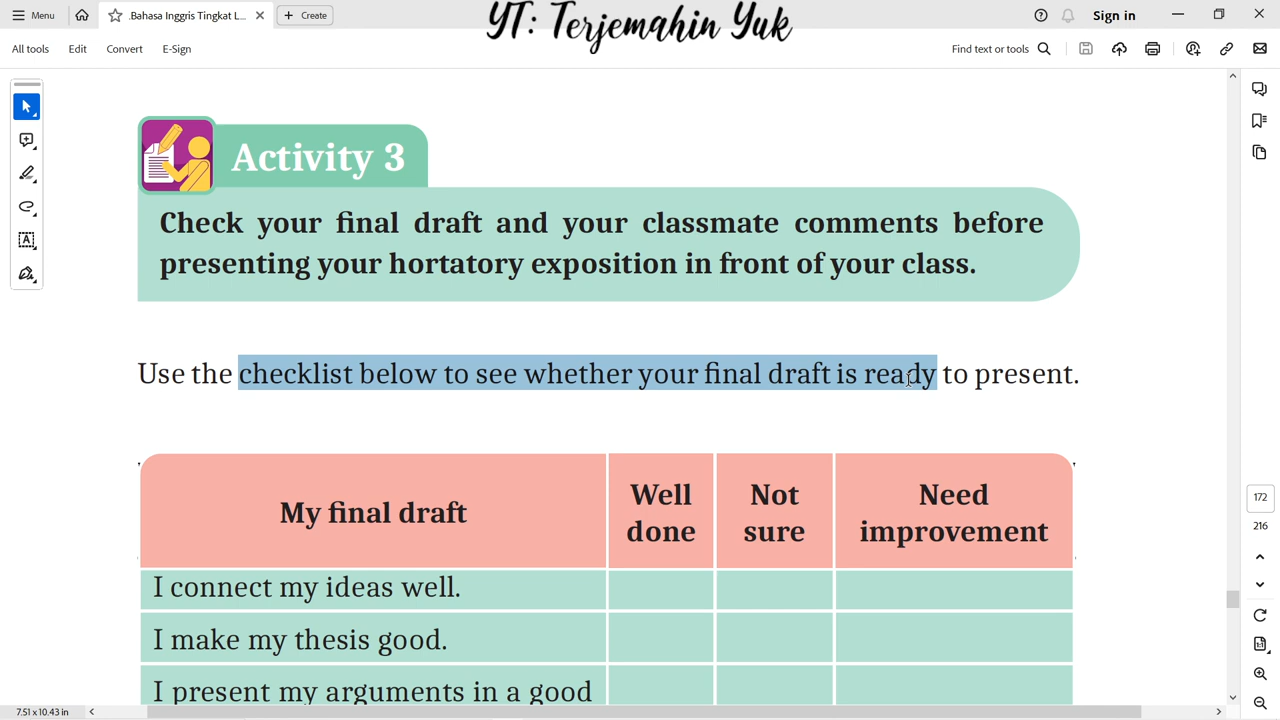 YT: Terjemahin Yuk
Menu
.Bahasa Inggris Tingkat L...
Create
Sign in
All tools
Edit
Convert
E-Sign
Find text or tools
Activity 3
Check your final draft and your classmate comments before
presenting your hortatory exposition in front of your class.
Use the checklist below to see whether your final draft is ready to present.
My final draft
Well
done
Not
sure
Need
improvement
I connect my ideas well.
I make my thesis good.
I present my arguments in a good
172
216
7.51 x 10.43 in